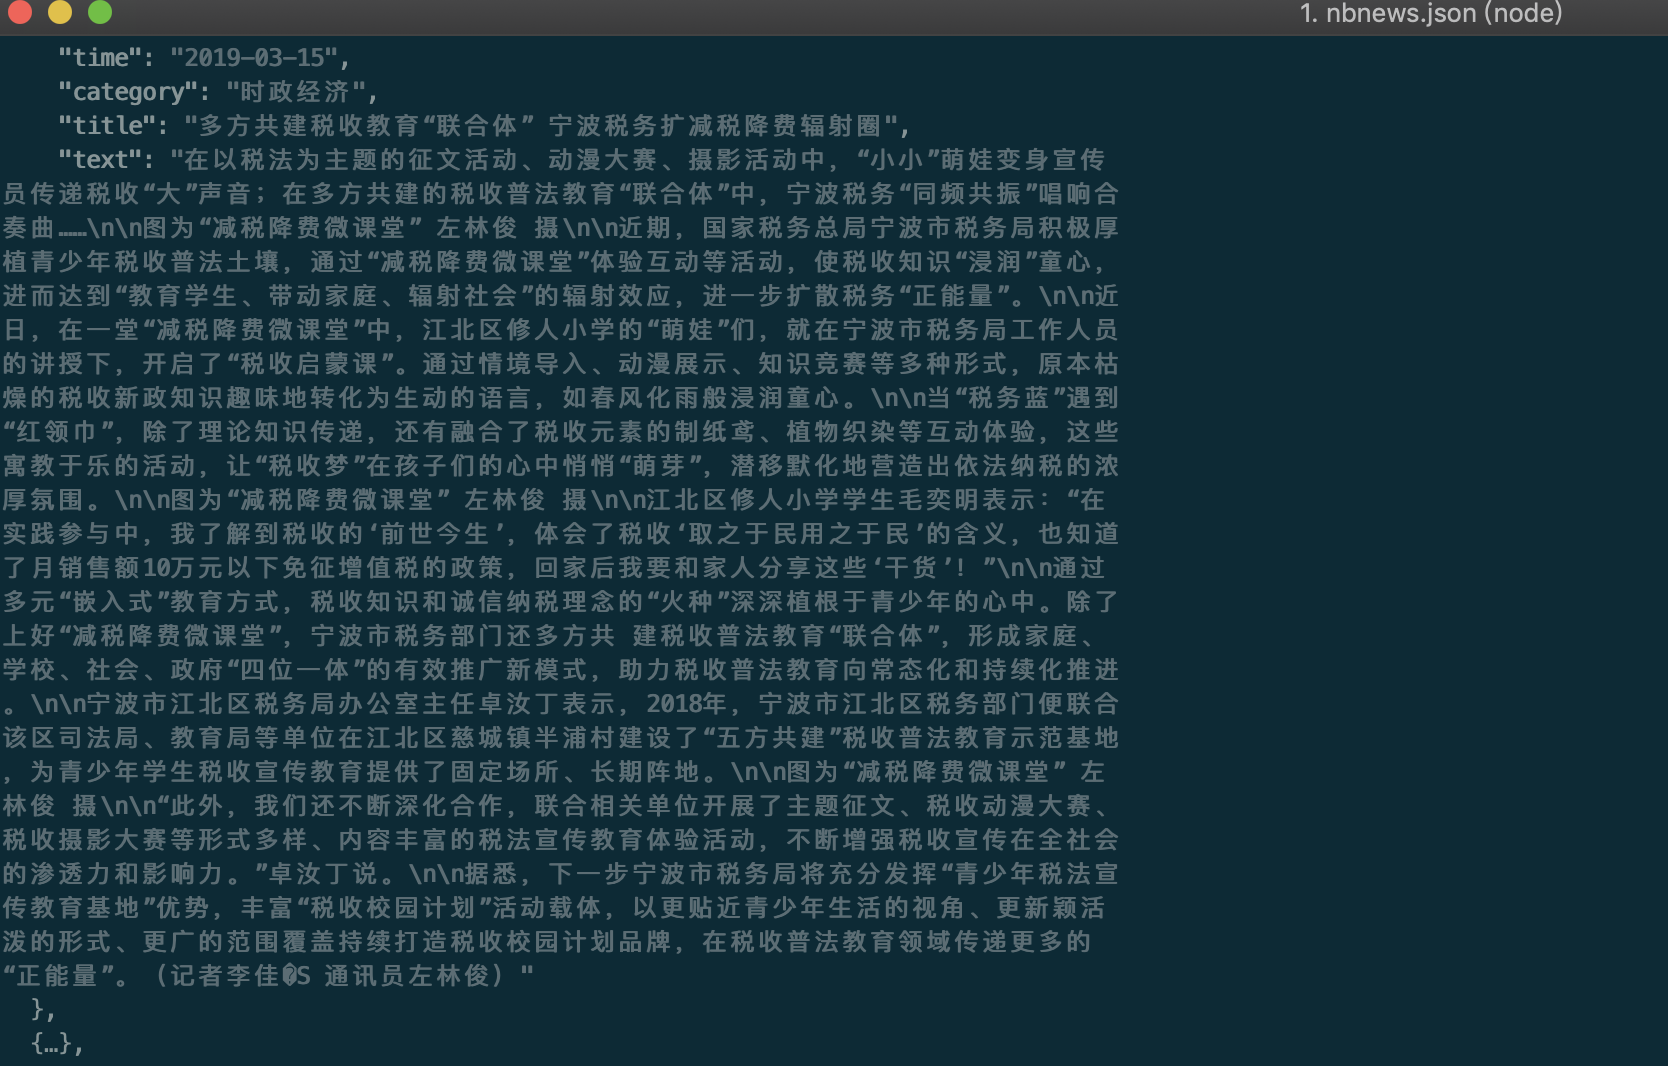 1. nbnews.json (node)
"time": "2019-03-15",
"category": "时政经济",
"title": "多方共建税收教育“联合体” 宁波税务扩减税降费辐射圈",
"text": "在以税法为主题的征文活动、动漫大赛、摄影活动中，“小小”萌娃变身宣传
员传递税收“大”声音；在多方共建的税收普法教育“联合体”中，宁波税务“同频共振”唱响合
奏曲……\n\n图为“减税降费微课堂” 左林俊 摄\n\n近期，国家税务总局宁波市税务局积极厚
植青少年税收普法土壤，通过“减税降费微课堂”体验互动等活动，使税收知识“浸润”童心，
进而达到“教育学生、带动家庭、辐射社会”的辐射效应，进一步扩散税务“正能量”。\n\n近
日，在一堂“减税降费微课堂”中，江北区修人小学的“萌娃”们，就在宁波市税务局工作人员
的讲授下，开启了“税收启蒙课”。通过情境导入、动漫展示、知识竞赛等多种形式，原本枯
燥的税收新政知识趣味地转化为生动的语言，如春风化雨般浸润童心。\n\n当“税务蓝”遇到
“红领巾”，除了理论知识传递，还有融合了税收元素的制纸鸢、植物织染等互动体验，这些
寓教于乐的活动，让“税收梦”在孩子们的心中悄悄“萌芽”，潜移默化地营造出依法纳税的浓
厚氛围。\n\n图为“减税降费微课堂” 左林俊 摄\n\n江北区修人小学学生毛奕明表示：“在
实践参与中，我了解到税收的‘前世今生’，体会了税收‘取之于民用之于民’的含义，也知道
了月销售额10万元以下免征增值税的政策，回家后我要和家人分享这些‘干货’！”\n\n通过
多元“嵌入式”教育方式，税收知识和诚信纳税理念的“火种”深深植根于青少年的心中。除了
上好“减税降费微课堂”，宁波市税务部门还多方共 建税收普法教育“联合体”，形成家庭、
学校、社会、政府“四位一体”的有效推广新模式，助力税收普法教育向常态化和持续化推进
。\n\n宁波市江北区税务局办公室主任卓汝丁表示，2018年，宁波市江北区税务部门便联合
该区司法局、教育局等单位在江北区慈城镇半浦村建设了“五方共建”税收普法教育示范基地
，为青少年学生税收宣传教育提供了固定场所、长期阵地。\n\n图为“减税降费微课堂” 左
林俊 摄\n\n“此外，我们还不断深化合作，联合相关单位开展了主题征文、税收动漫大赛、
税收摄影大赛等形式多样、内容丰富的税法宣传教育体验活动，不断增强税收宣传在全社会
的渗透力和影响力。”卓汝丁说。\n\n据悉，下一步宁波市税务局将充分发挥“青少年税法宣
传教育基地”优势，丰富“税收校园计划”活动载体，以更贴近青少年生活的视角、更新颖活
泼的形式、更广的范围覆盖持续打造税收校园计划品牌，在税收普法教育领域传递更多的
“正能量”。（记者李佳�S 通讯员左林俊）"
},
{…},